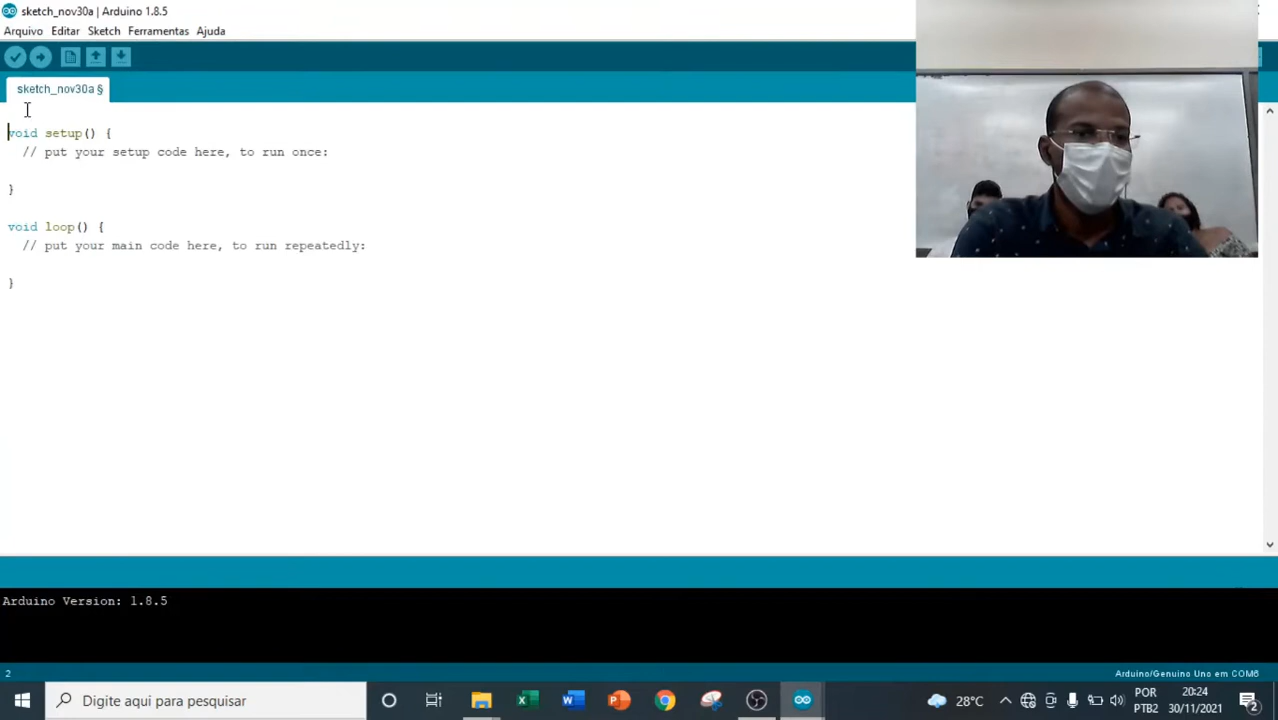 sketch_nov30a | Arduino 1.8.5
Arquivo Editar Sketch Ferramentas Ajuda
sketch_nov30a §
void setup() {
// put your setup code here, to run once:
}
void loop() {
// put your main code here, to run repeatedly:
}
Arduino Version: 1.8.5
2
Arduino/Genuino Uno em COM6
Digite aqui para pesquisar
28°C
POR
PTB2
20:24
30/11/2021
2